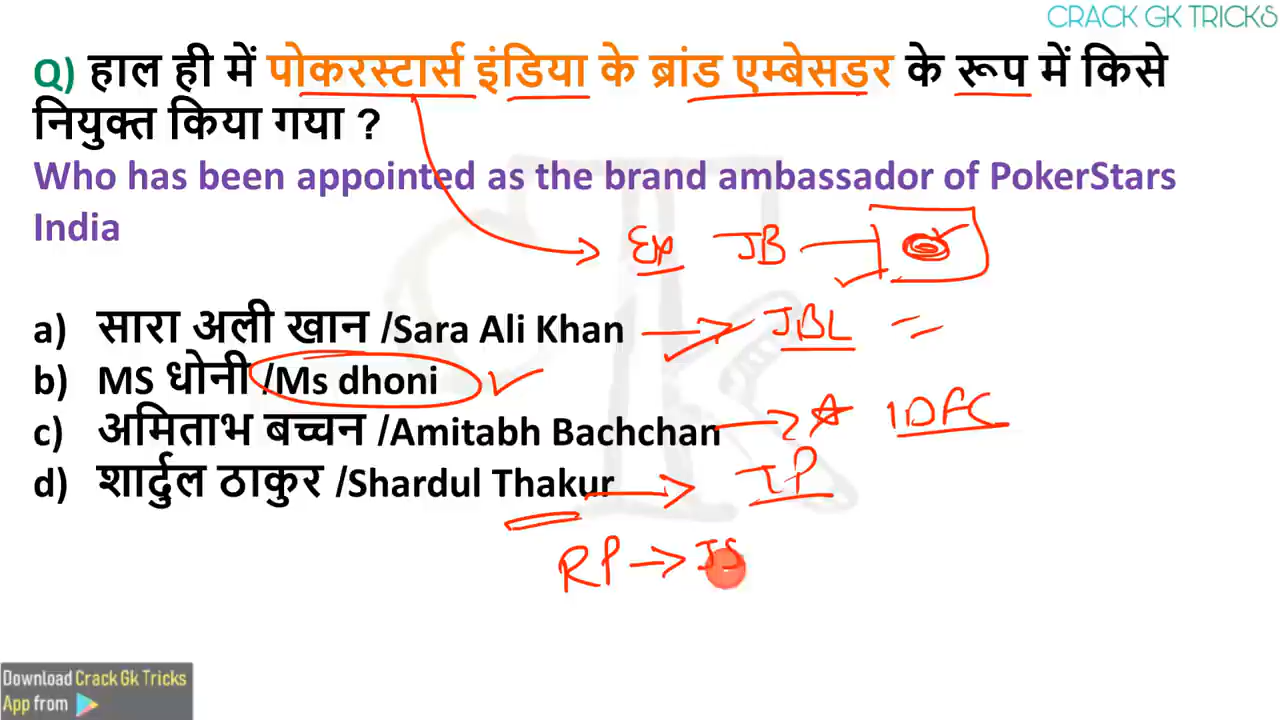 CRACK GK TRICKS
Q) हाल ही में पोकरस्टार्स इंडिया के ब्रांड एम्बेसडर के रूप में किसे
नियुक्त किया गया ?
Who has been appointed as the brand ambassador of PokerStars
India
Ep JB
a) सारा अली खान /Sara Ali Khan JBL
b) MS धोनी /Ms dhoni
c) अमिताभ बच्चन /Amitabh Bachchan IDFC
d) शार्दुल ठाकुर /Shardul Thakur
RP JS
Download Crack Gk Tricks
App from